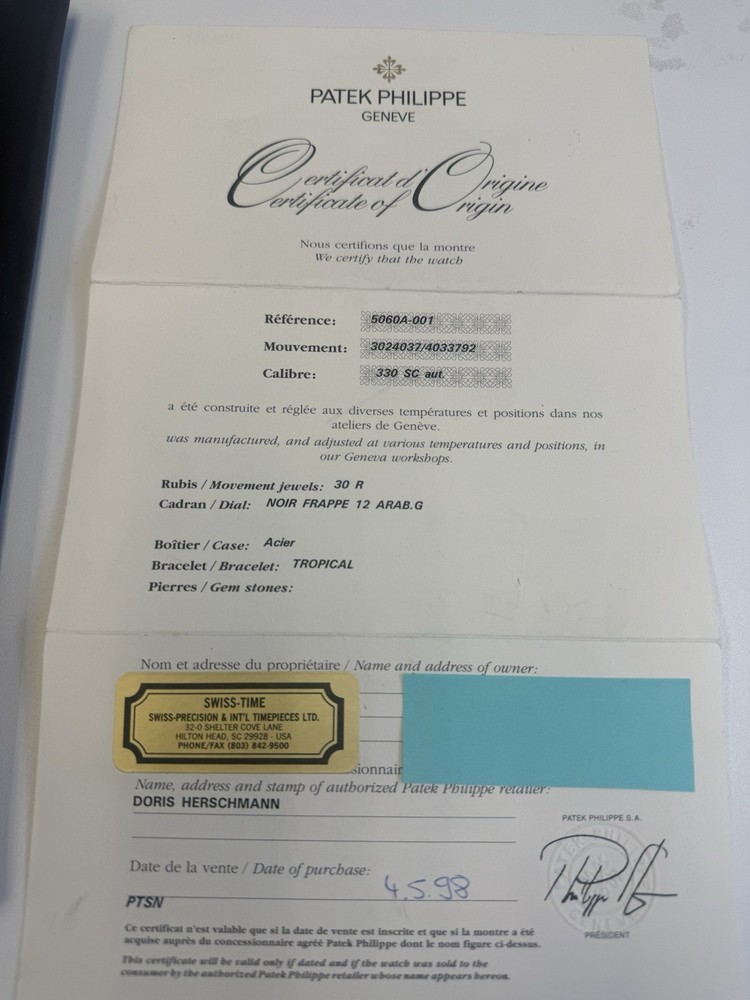 PATEK PHILIPPE
GENEVE
Certificat d'Origine
Certificate of Origin
Nous certifions que la montre
We certify that the watch
Référence: 5060A-001
Mouvement: 3024037/4033792
Calibre: 330 SC aut.
a été construite et réglée aux diverses températures et positions dans nos
ateliers de Genève.
was manufactured, and adjusted at various temperatures and positions, in
our Geneva workshops.
Rubis / Movement jewels: 30 R
Cadran / Dial: NOIR FRAPPE 12 ARAB.G
Boîtier / Case: Acier
Bracelet / Bracelet: TROPICAL
Pierres / Gem stones:
Nom et adresse du propriétaire / Name and address of owner:
SWISS-TIME
SWISS-PRECISION & INT'L TIMEPIECES LTD.
32-0 SHELTER COVE LANE
HILTON HEAD, SC 29928 - USA
PHONE/FAX (803) 842-9500
sionnair
Name, address and stamp of authorized Patek Philippe retailer:
DORIS HERSCHMANN
PATEK PHILIPPE S.A.
Date de la vente / Date of purchase: 4.5.98
PTSN
PRÉSIDENT
Ce certificat n'est valable que si la date de vente est inscrite et que si la montre a été
acquise auprès du concessionnaire agréé Patek Philippe dont le nom figure ci-dessus.
This certificate will be valid only if dated and if the watch was sold to the
consumer by the authorized Patek Philippe retailer whose name appears hereon.